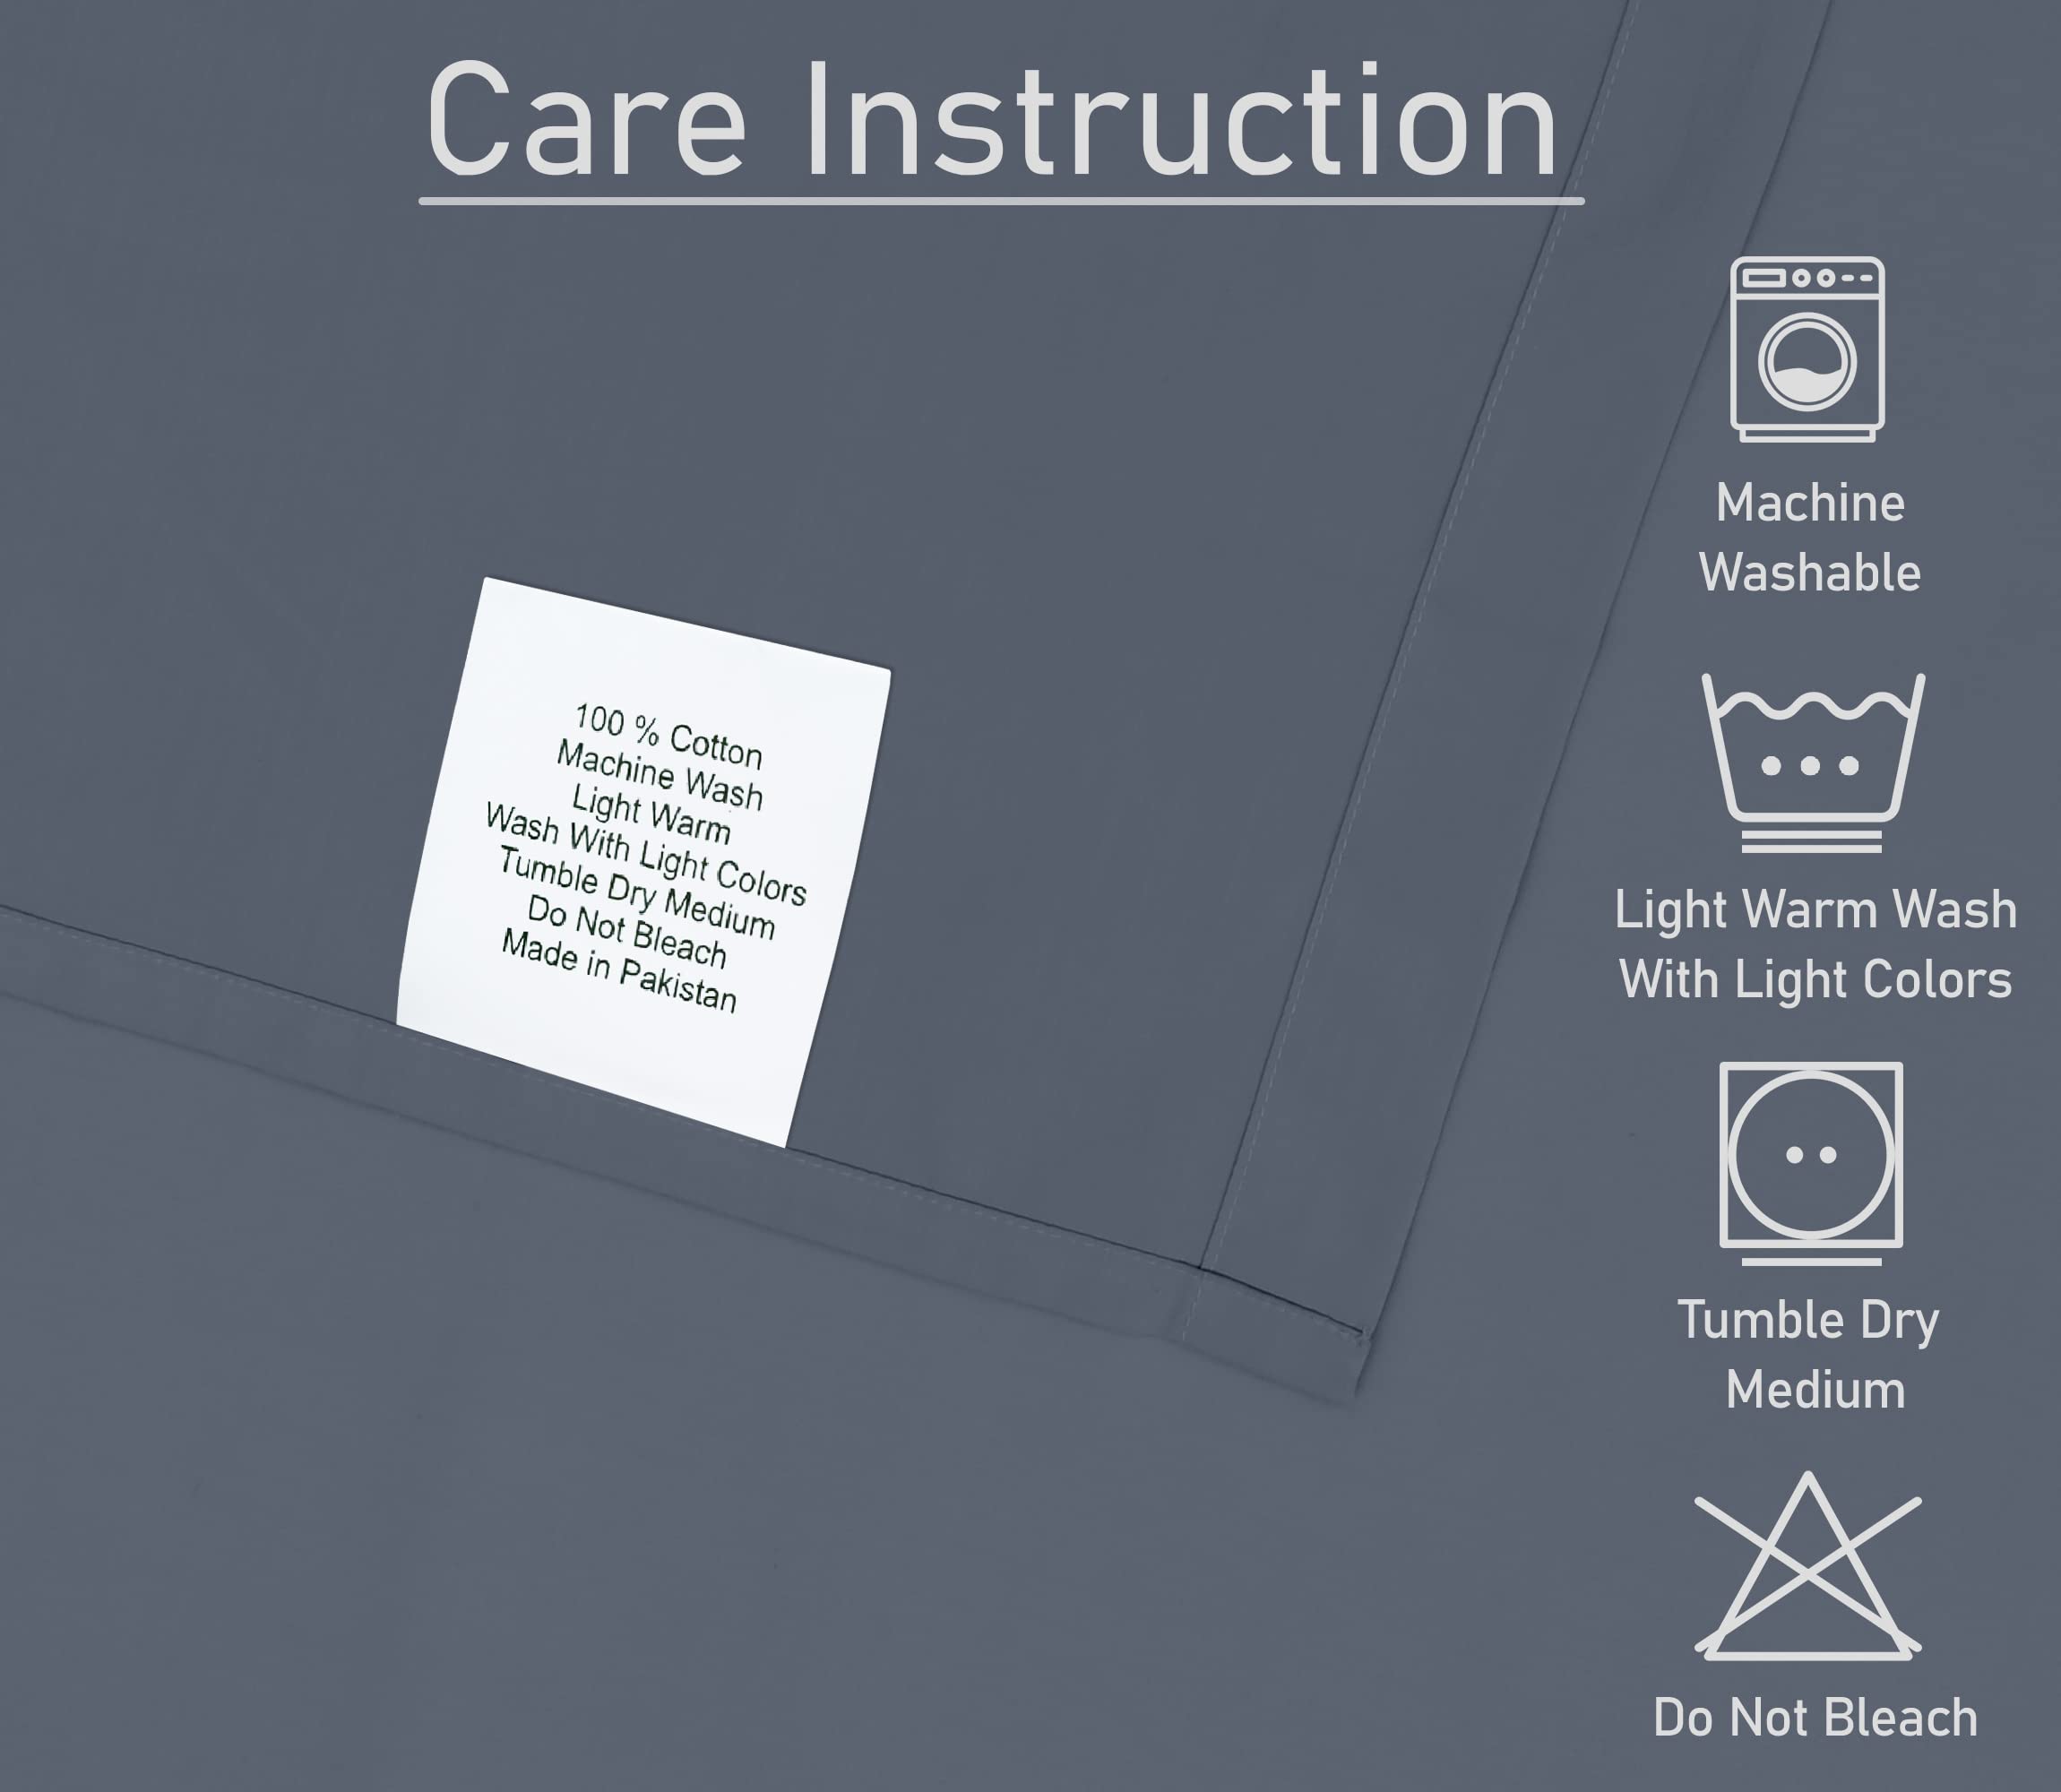 Care Instruction
100 % Cotton
Machine Wash
Light Warm
Wash With Light Colors
Tumble Dry Medium
Do Not Bleach
Made in Pakistan
Machine
Washable
Light Warm Wash
With Light Colors
Tumble Dry
Medium
Do Not Bleach